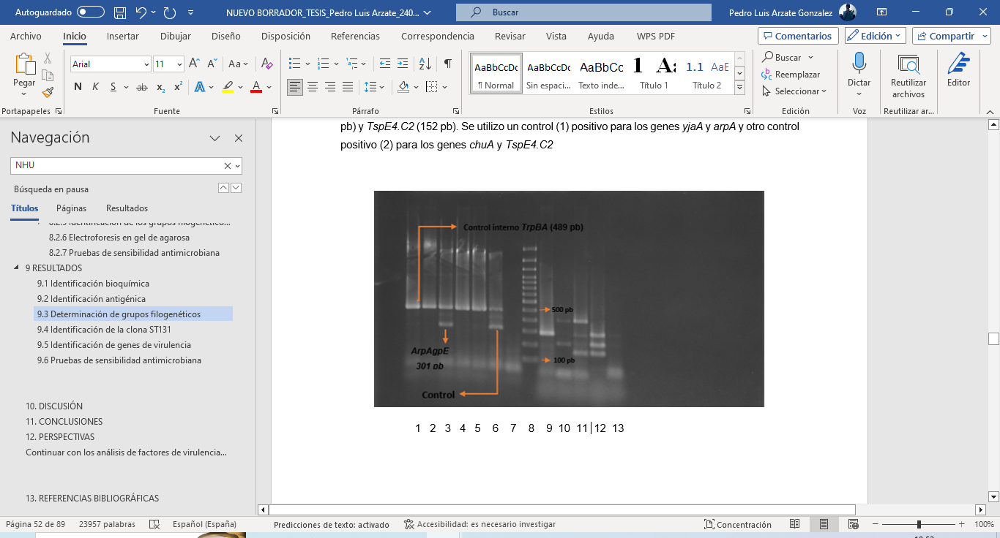 Autoguardado
NUEVO BORRADOR_TESIS_Pedro Luis Arzate_240...
Buscar
Pedro Luis Arzate Gonzalez
Archivo Inicio Insertar Dibujar Diseño Disposición Referencias Correspondencia Revisar Vista Ayuda WPS PDF
Comentarios Edición Compartir
Pegar
Portapapeles
Arial 11
N K S ab x₂ x²
Fuente
Párrafo
AaBbCcDc AaBbCcDc AaBbCc 1 A: 1.1 AaE
¶ Normal Sin espaci... Texto inde... Título 1 Título 2
Estilos
Buscar
Reemplazar
Seleccionar
Edición
Dictar
Voz
Reutilizar
archivos
Reutilizar ar...
Editor
Navegación
NHU
Búsqueda en pausa
Títulos Páginas Resultados
8.2.5 Identificación de los grupos filogenético...
8.2.6 Electroforesis en gel de agarosa
8.2.7 Pruebas de sensibilidad antimicrobiana
9 RESULTADOS
9.1 Identificación bioquímica
9.2 Identificación antigénica
9.3 Determinación de grupos filogenéticos
9.4 Identificación de la clona ST131
9.5 Identificación de genes de virulencia
9.6 Pruebas de sensibilidad antimicrobiana
10. DISCUSIÓN
11. CONCLUSIONES
12. PERSPECTIVAS
Continuar con los análisis de factores de virulencia...
13. REFERENCIAS BIBLIOGRÁFICAS
pb) y TspE4.C2 (152 pb). Se utilizo un control (1) positivo para los genes yjaA y arpA y otro control
positivo (2) para los genes chuA y TspE4.C2
Control interno TrpBA (489 pb)
500 pb
ArpAgpE
301 pb
100 pb
Control
1 2 3 4 5 6 7 8 9 10 11 12 13
Página 52 de 89 23957 palabras Español (España) Predicciones de texto: activado Accesibilidad: es necesario investigar Concentración 100%